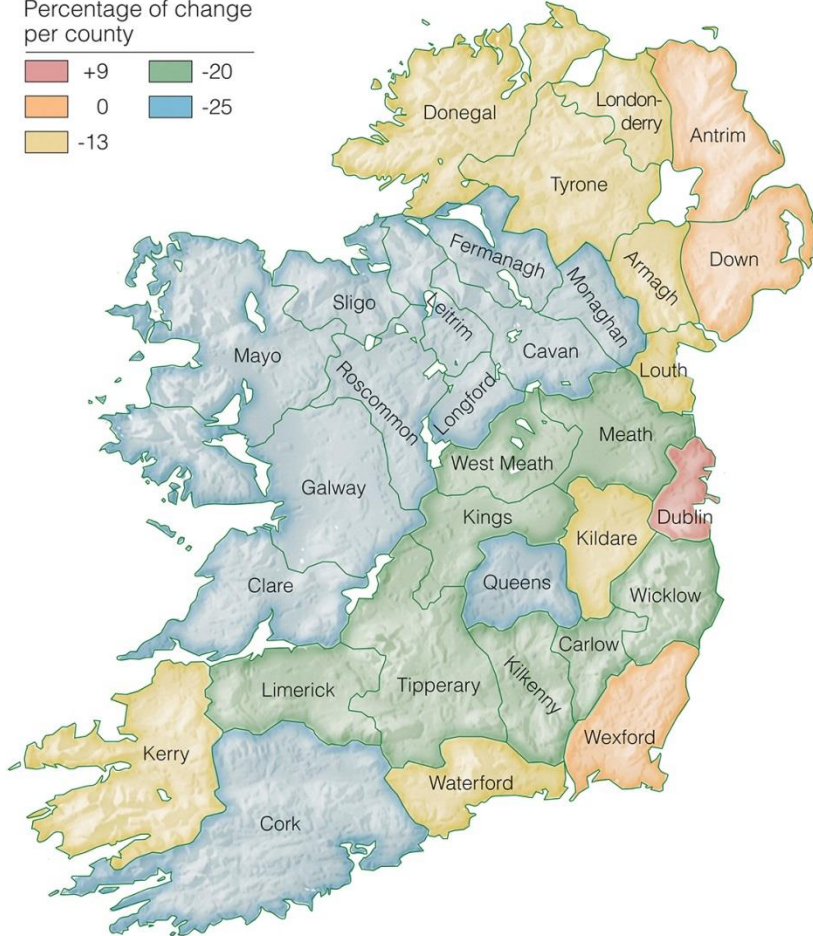 Percentage of change
per county
+9
-20
0
-25
-13
Donegal
London-
derry
Antrim
Tyrone
Fermanagh
Monaghan
Armagh
Down
Sligo
Leitrim
Mayo
Cavan
Louth
Roscommon
Longford
Meath
West Meath
Galway
Kings
Dublin
Kildare
Clare
Queens
Wicklow
Carlow
Limerick
Tipperary
Kilkenny
Kerry
Wexford
Waterford
Cork